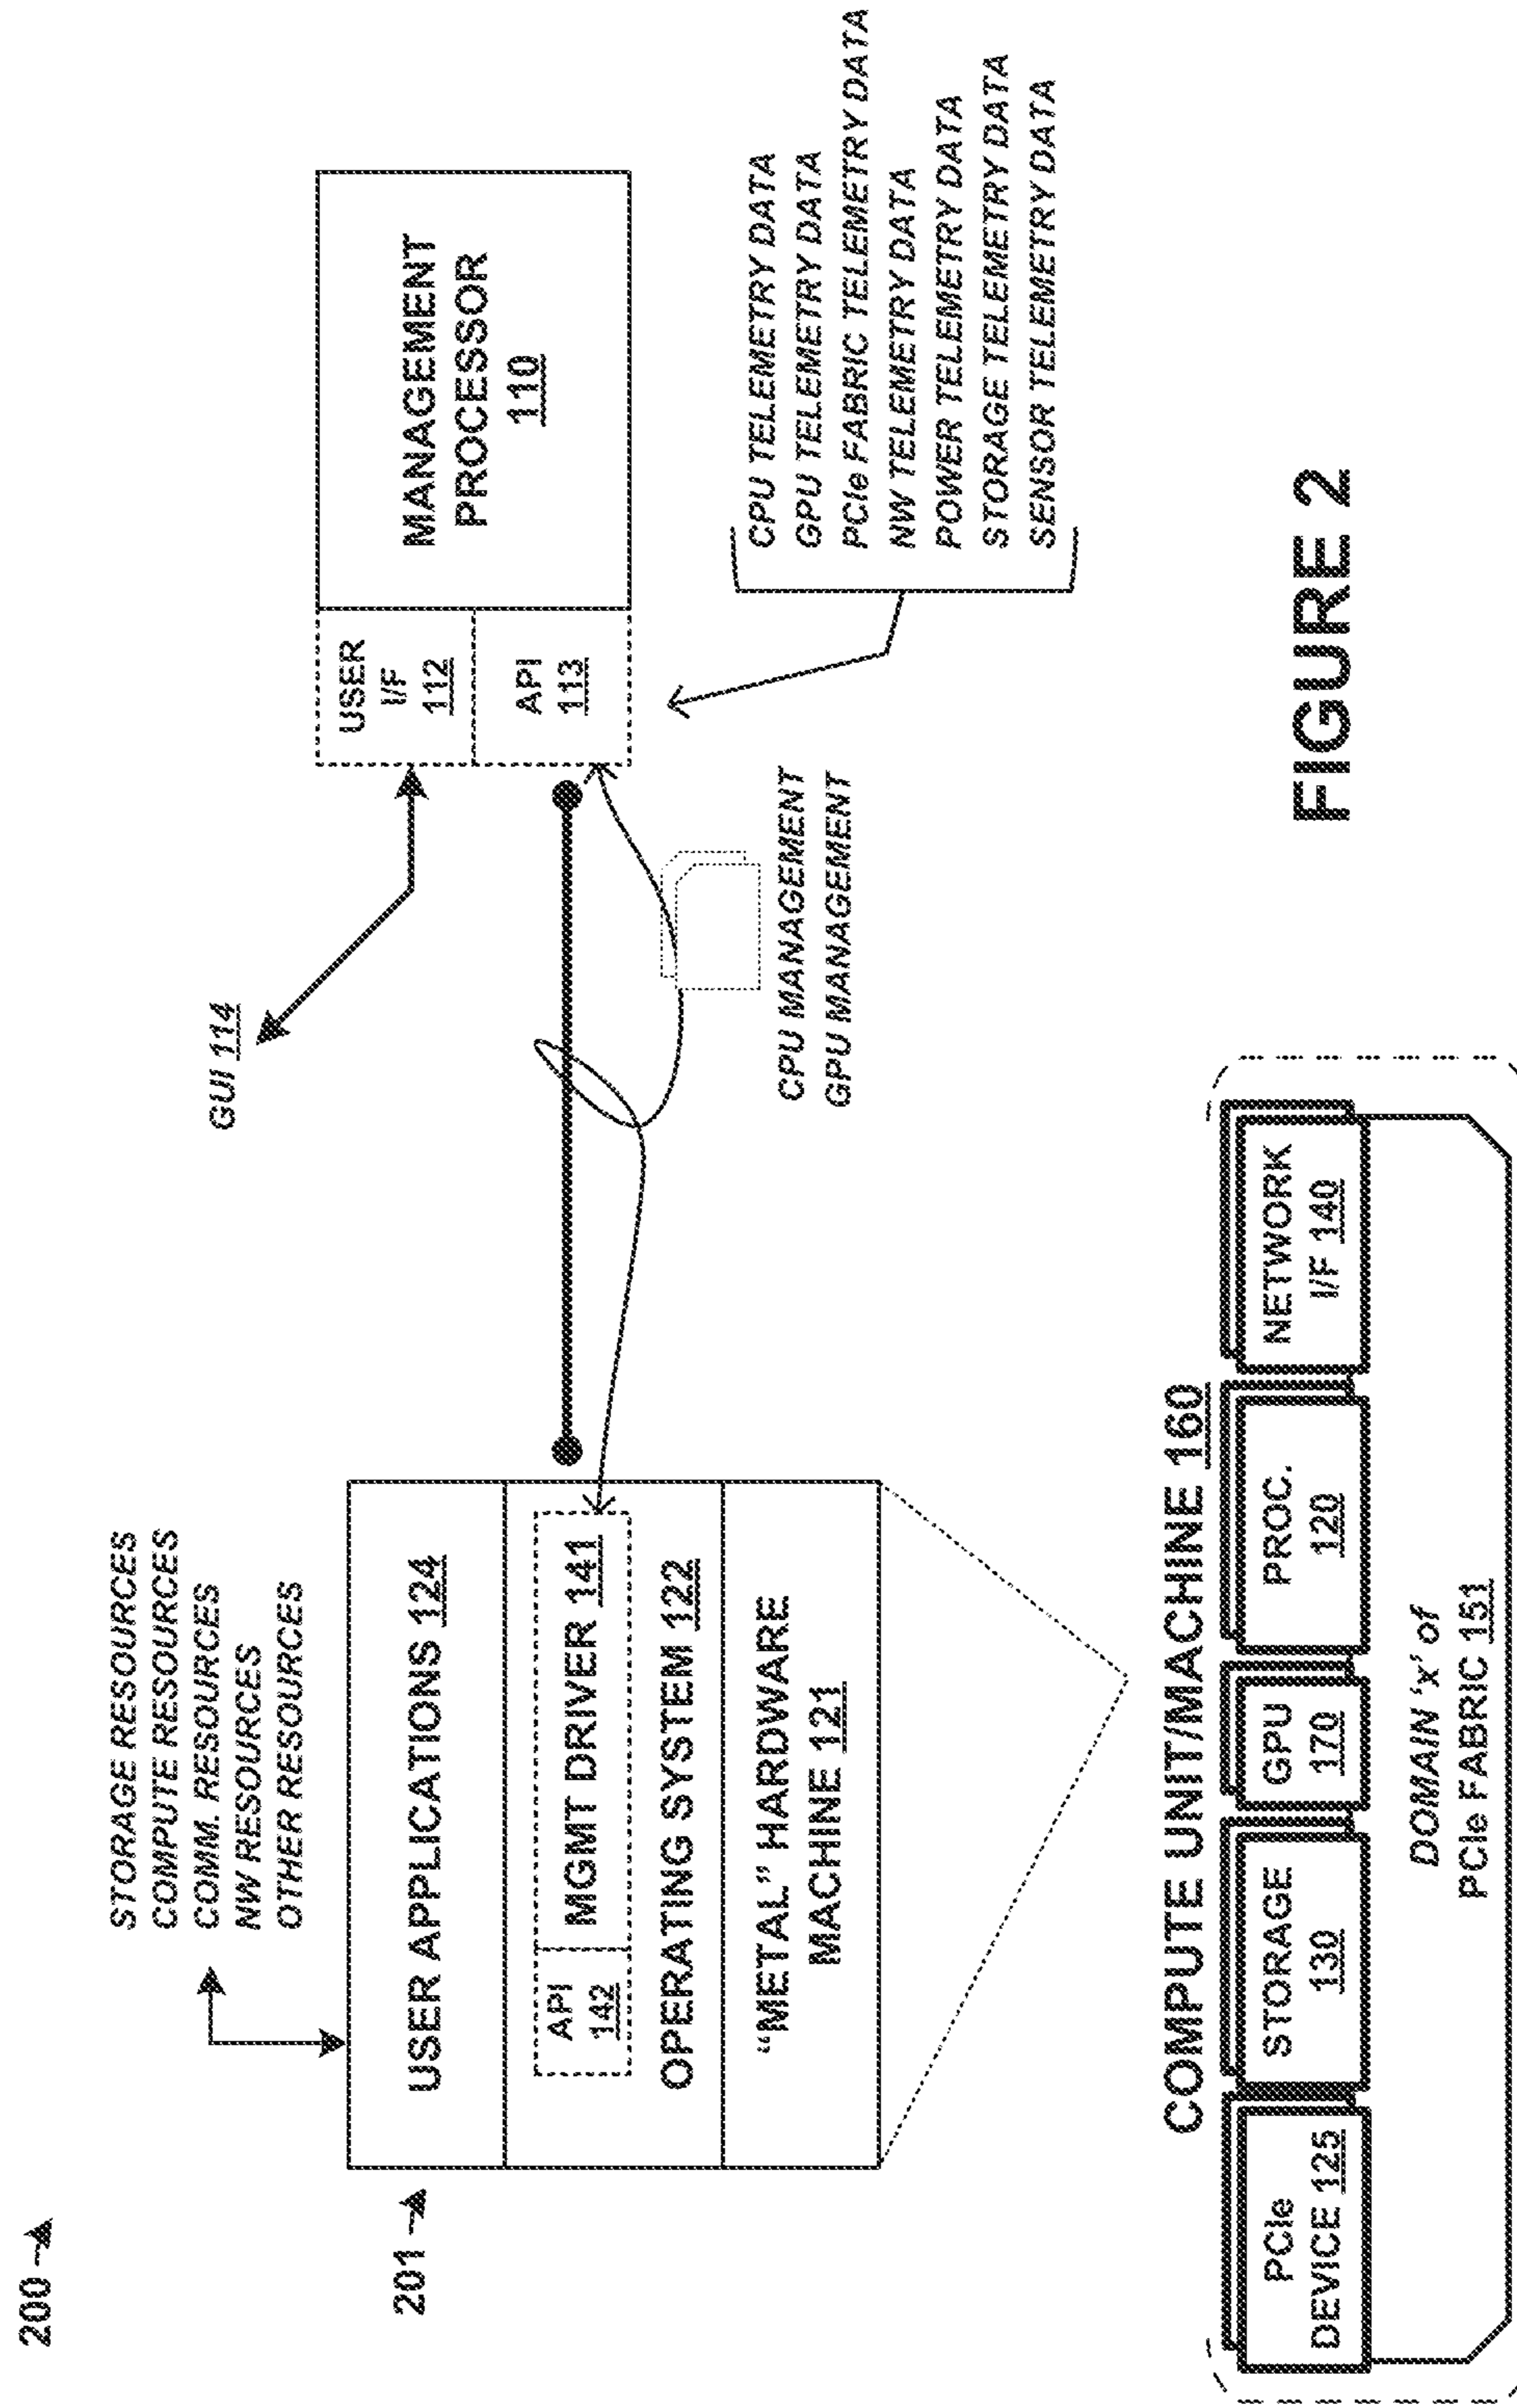 200
STORAGE RESOURCES
COMPUTE RESOURCES
COMM. RESOURCES
NW RESOURCES
OTHER RESOURCES
201
USER APPLICATIONS 124
API
142
MGMT DRIVER 141
OPERATING SYSTEM 122
“METAL” HARDWARE
MACHINE 121
GUI 114
USER
I/F
112
API
113
MANAGEMENT
PROCESSOR
110
CPU MANAGEMENT
GPU MANAGEMENT
CPU TELEMETRY DATA
GPU TELEMETRY DATA
PCIe FABRIC TELEMETRY DATA
NW TELEMETRY DATA
POWER TELEMETRY DATA
STORAGE TELEMETRY DATA
SENSOR TELEMETRY DATA
COMPUTE UNIT/MACHINE 160
PCIe
DEVICE 125
STORAGE
130
GPU
170
PROC.
120
NETWORK
I/F 140
DOMAIN ‘x’ of
PCIe FABRIC 151
FIGURE 2